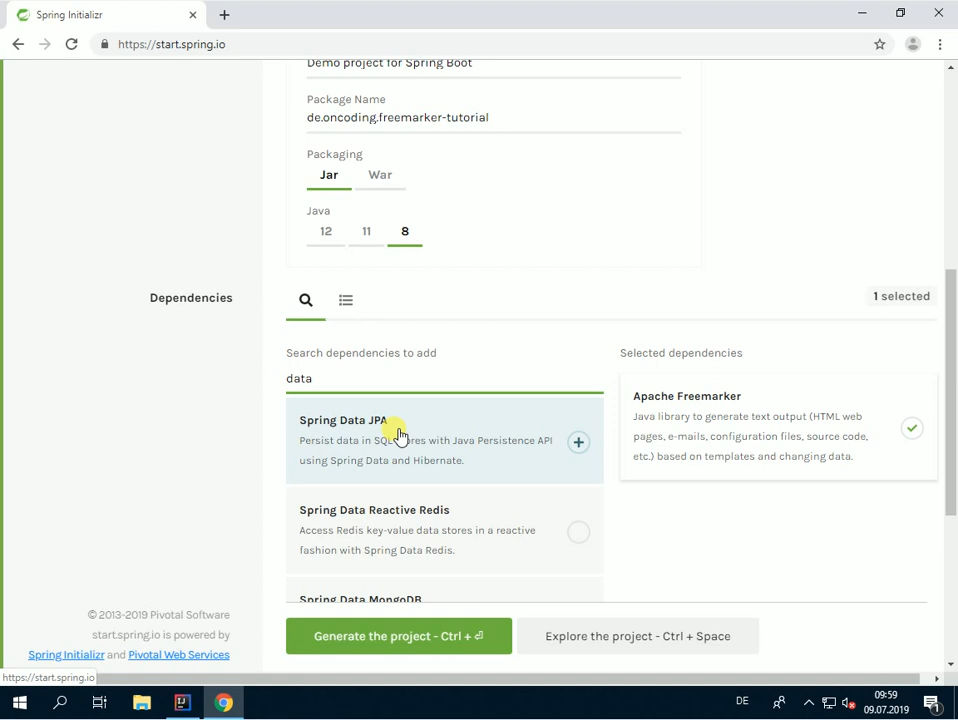 Spring Initializr
https://start.spring.io
Demo project for Spring Boot
Package Name
de.oncoding.freemarker-tutorial
Packaging
Jar War
Java
12 11 8
Dependencies
1 selected
Search dependencies to add
data
Selected dependencies
Spring Data JPA
Persist data in SQL stores with Java Persistence API
using Spring Data and Hibernate.
Spring Data Reactive Redis
Access Redis key-value data stores in a reactive
fashion with Spring Data Redis.
Spring Data MongoDB
Apache Freemarker
Java library to generate text output (HTML web
pages, e-mails, configuration files, source code,
etc.) based on templates and changing data.
© 2013-2019 Pivotal Software
start.spring.io is powered by
Spring Initializr and Pivotal Web Services
Generate the project - Ctrl + ⏎
Explore the project - Ctrl + Space
https://start.spring.io
DE
09:59
09.07.2019
1